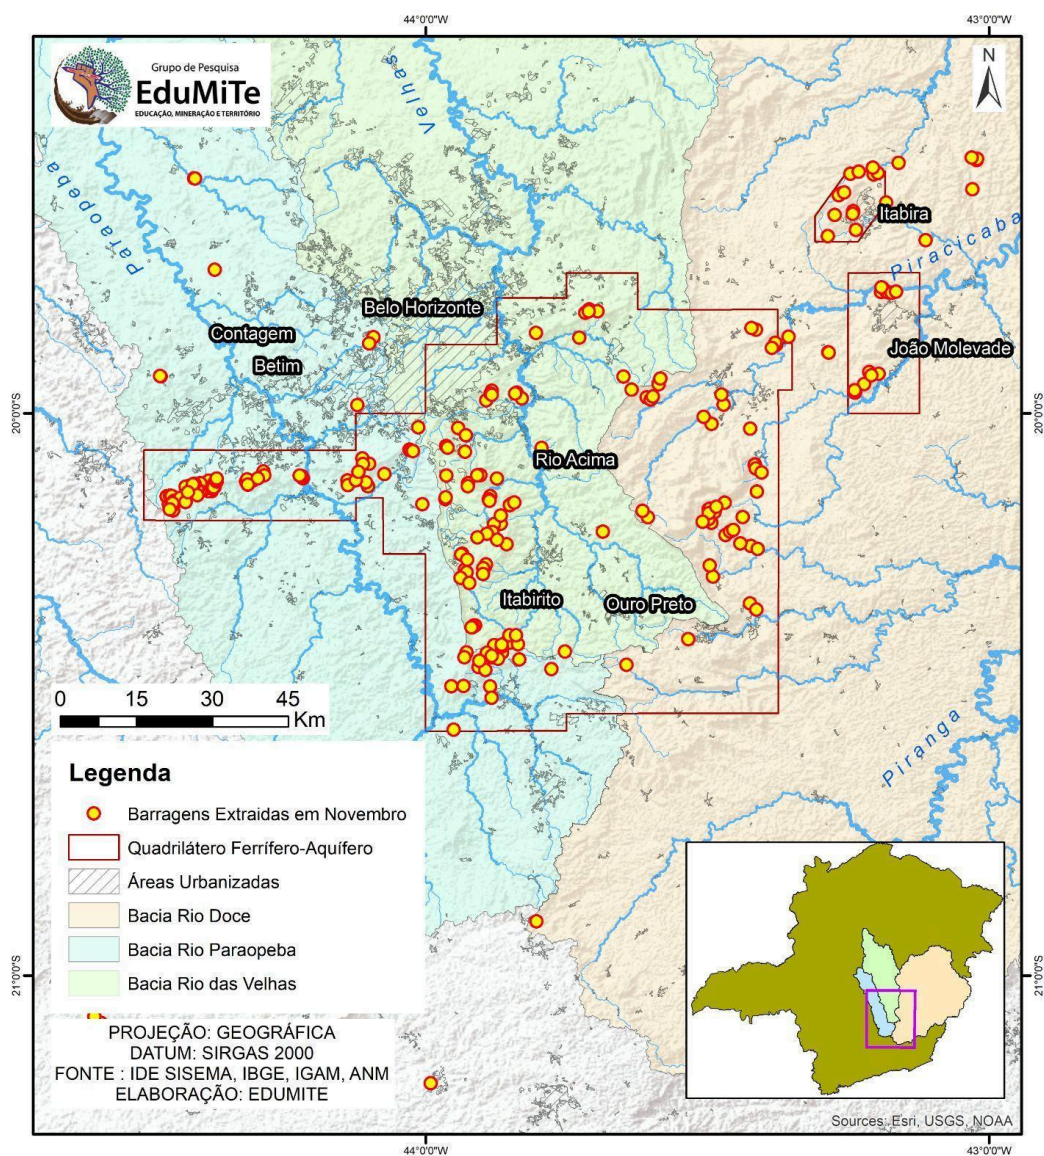 44°0'0"W
43°0'0"W
Grupo de Pesquisa
EduMiTe
EDUCAÇÃO, MINERAÇÃO E TERRITÓRIO
N
Velhas
Paraopeba
Itabira
Piracicaba
Belo Horizonte
Contagem
Betim
João Molevade
20°0'0"S
20°0'0"S
Rio Acima
Itabirito
Ouro Preto
0 15 30 45
Km
Piranga
Legenda
Barragens Extraidas em Novembro
Quadrilátero Ferrífero-Aquífero
Áreas Urbanizadas
Bacia Rio Doce
Bacia Rio Paraopeba
Bacia Rio das Velhas
21°0'0"S
21°0'0"S
PROJEÇÃO: GEOGRÁFICA
DATUM: SIRGAS 2000
FONTE : IDE SISEMA, IBGE, IGAM, ANM
ELABORAÇÃO: EDUMITE
Sources: Esri, USGS, NOAA
44°0'0"W
43°0'0"W